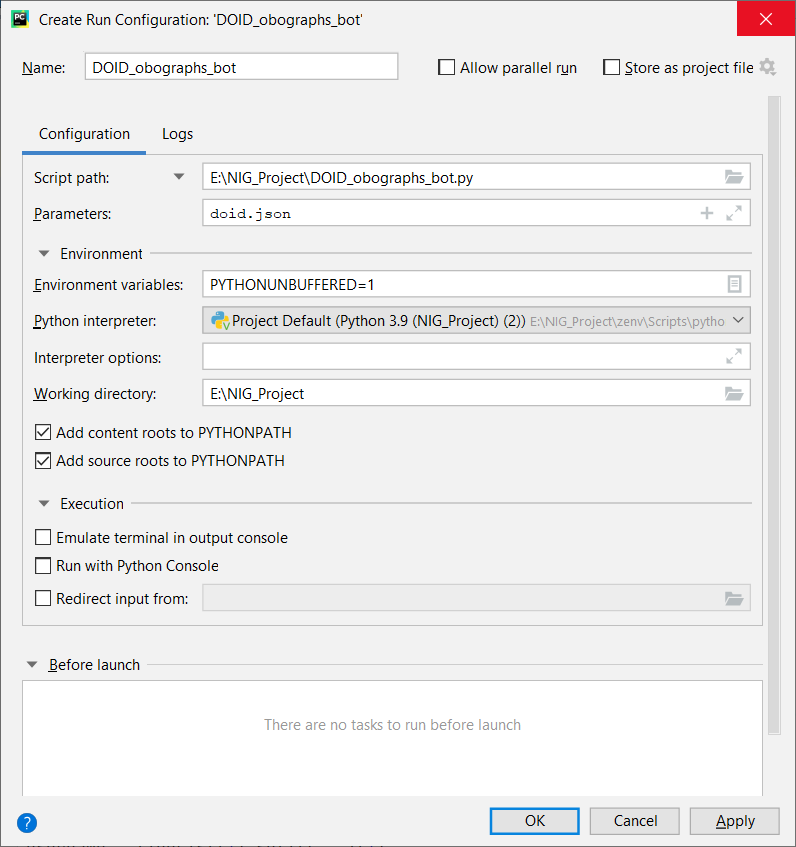 Create Run Configuration: 'DOID_obographs_bot'
Name: DOID_obographs_bot Allow parallel run Store as project file
Configuration Logs
Script path: E:\NIG_Project\DOID_obographs_bot.py
Parameters: doid.json
Environment
Environment variables: PYTHONUNBUFFERED=1
Python interpreter: Project Default (Python 3.9 (NIG_Project) (2)) E:\NIG_Project\zenv\Scripts\pytho
Interpreter options:
Working directory: E:\NIG_Project
Add content roots to PYTHONPATH
Add source roots to PYTHONPATH
Execution
Emulate terminal in output console
Run with Python Console
Redirect input from:
Before launch
There are no tasks to run before launch
? OK Cancel Apply